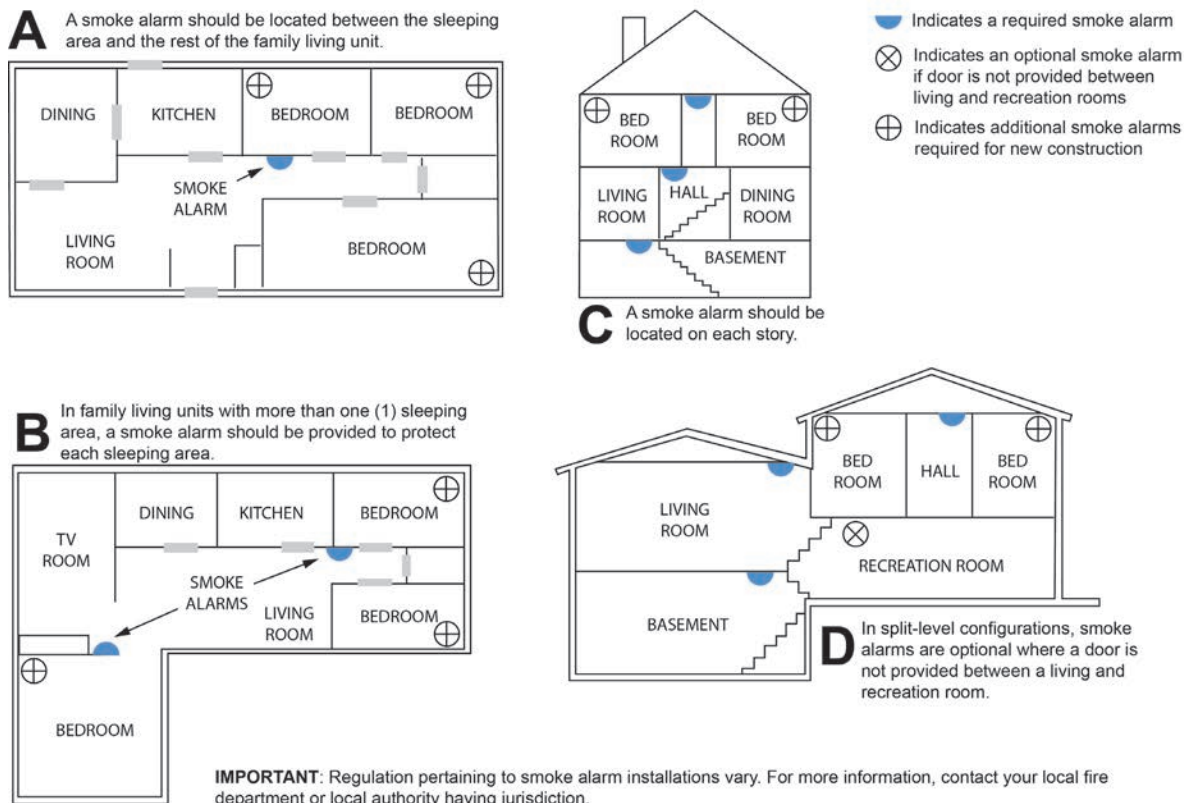 A
A smoke alarm should be located between the sleeping
area and the rest of the family living unit.
DINING
KITCHEN
BEDROOM
BEDROOM
SMOKE
ALARM
LIVING
ROOM
BEDROOM
BED
ROOM
BED
ROOM
LIVING
ROOM
HALL
DINING
ROOM
BASEMENT
C
A smoke alarm should be
located on each story.
Indicates a required smoke alarm
Indicates an optional smoke alarm
if door is not provided between
living and recreation rooms
Indicates additional smoke alarms
required for new construction
B
In family living units with more than one (1) sleeping
area, a smoke alarm should be provided to protect
each sleeping area.
TV
ROOM
DINING
KITCHEN
BEDROOM
SMOKE
ALARMS
LIVING
ROOM
BEDROOM
BEDROOM
LIVING
ROOM
BED
ROOM
HALL
BED
ROOM
RECREATION ROOM
BASEMENT
D
In split-level configurations, smoke
alarms are optional where a door is
not provided between a living and
recreation room.
IMPORTANT: Regulation pertaining to smoke alarm installations vary. For more information, contact your local fire
department or local authority having jurisdiction.